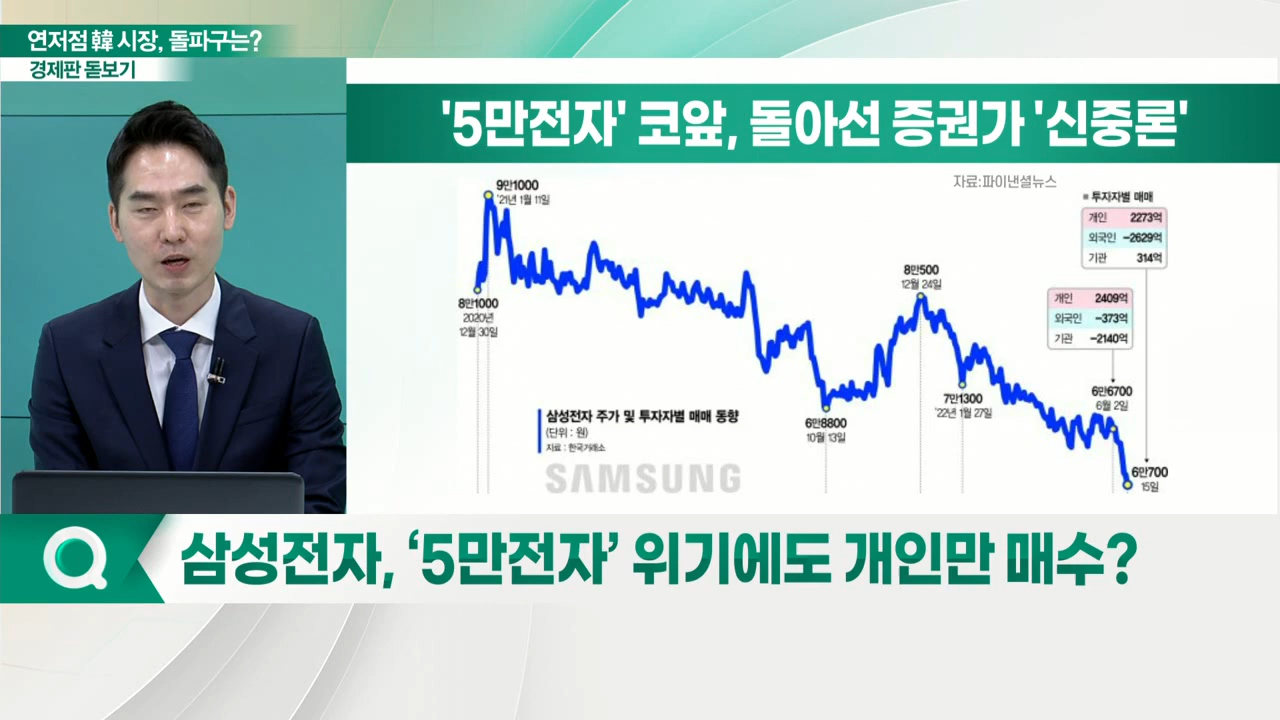 연저점 韓 시장, 돌파구는?
경제판 돋보기
'5만전자' 코앞, 돌아선 증권가 '신중론'
자료:파이낸셜뉴스
9만1000
'21년 1월 11일
8만1000
2020년
12월 30일
6만8800
10월 13일
8만500
12월 24일
7만1300
'22년 1월 27일
■ 투자자별 매매
개인 2273억
외국인 -2629억
기관 314억
개인 2409억
외국인 -373억
기관 -2140억
6만6700
6월 2일
6만700
15일
삼성전자 주가 및 투자자별 매매 동향
(단위 : 원)
자료 : 한국거래소
SAMSUNG
삼성전자, ‘5만전자’ 위기에도 개인만 매수?